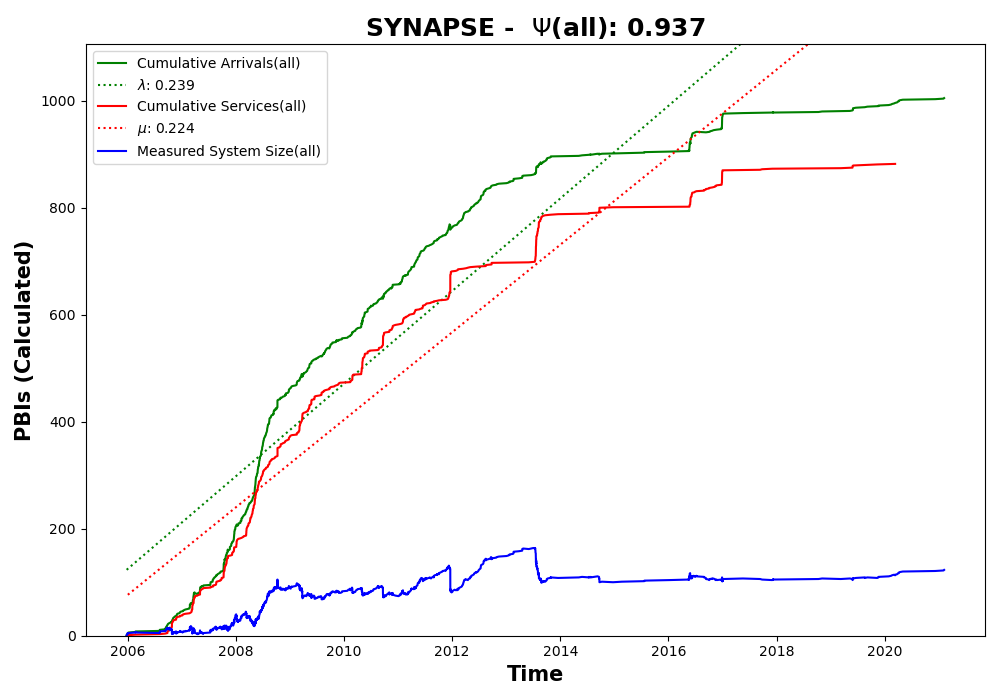 SYNAPSE - Ψ(all): 0.937
Cumulative Arrivals(all)
λ: 0.239
Cumulative Services(all)
μ: 0.224
Measured System Size(all)
PBIs (Calculated)
1000
800
600
400
200
0
2006 2008 2010 2012 2014 2016 2018 2020
Time